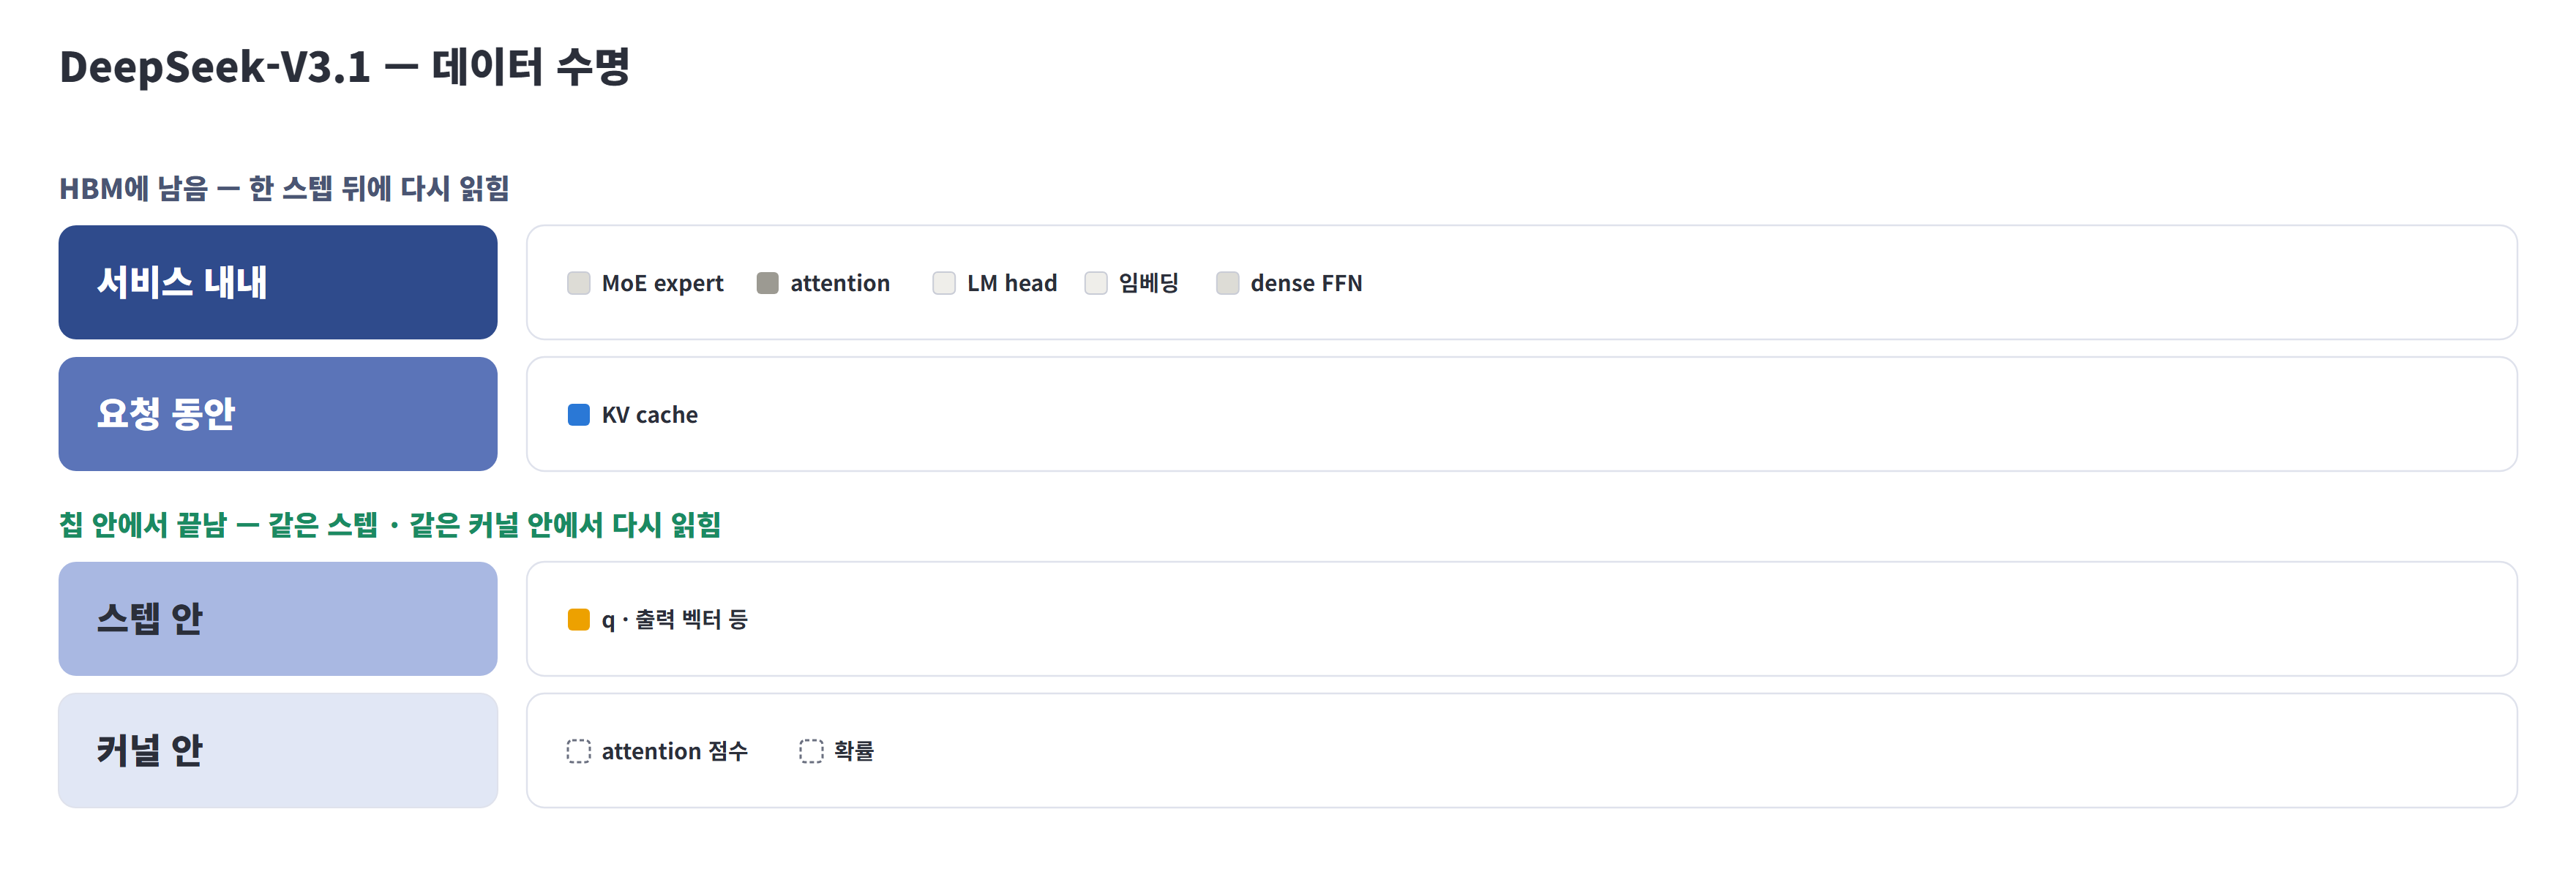 DeepSeek-V3.1 — 데이터 수명
HBM에 남음 — 한 스텝 뒤에 다시 읽힘
서비스 내내
MoE expert attention LM head 임베딩 dense FFN
요청 동안
KV cache
칩 안에서 끝남 — 같은 스텝 · 같은 커널 안에서 다시 읽힘
스텝 안
q · 출력 벡터 등
커널 안
attention 점수 확률